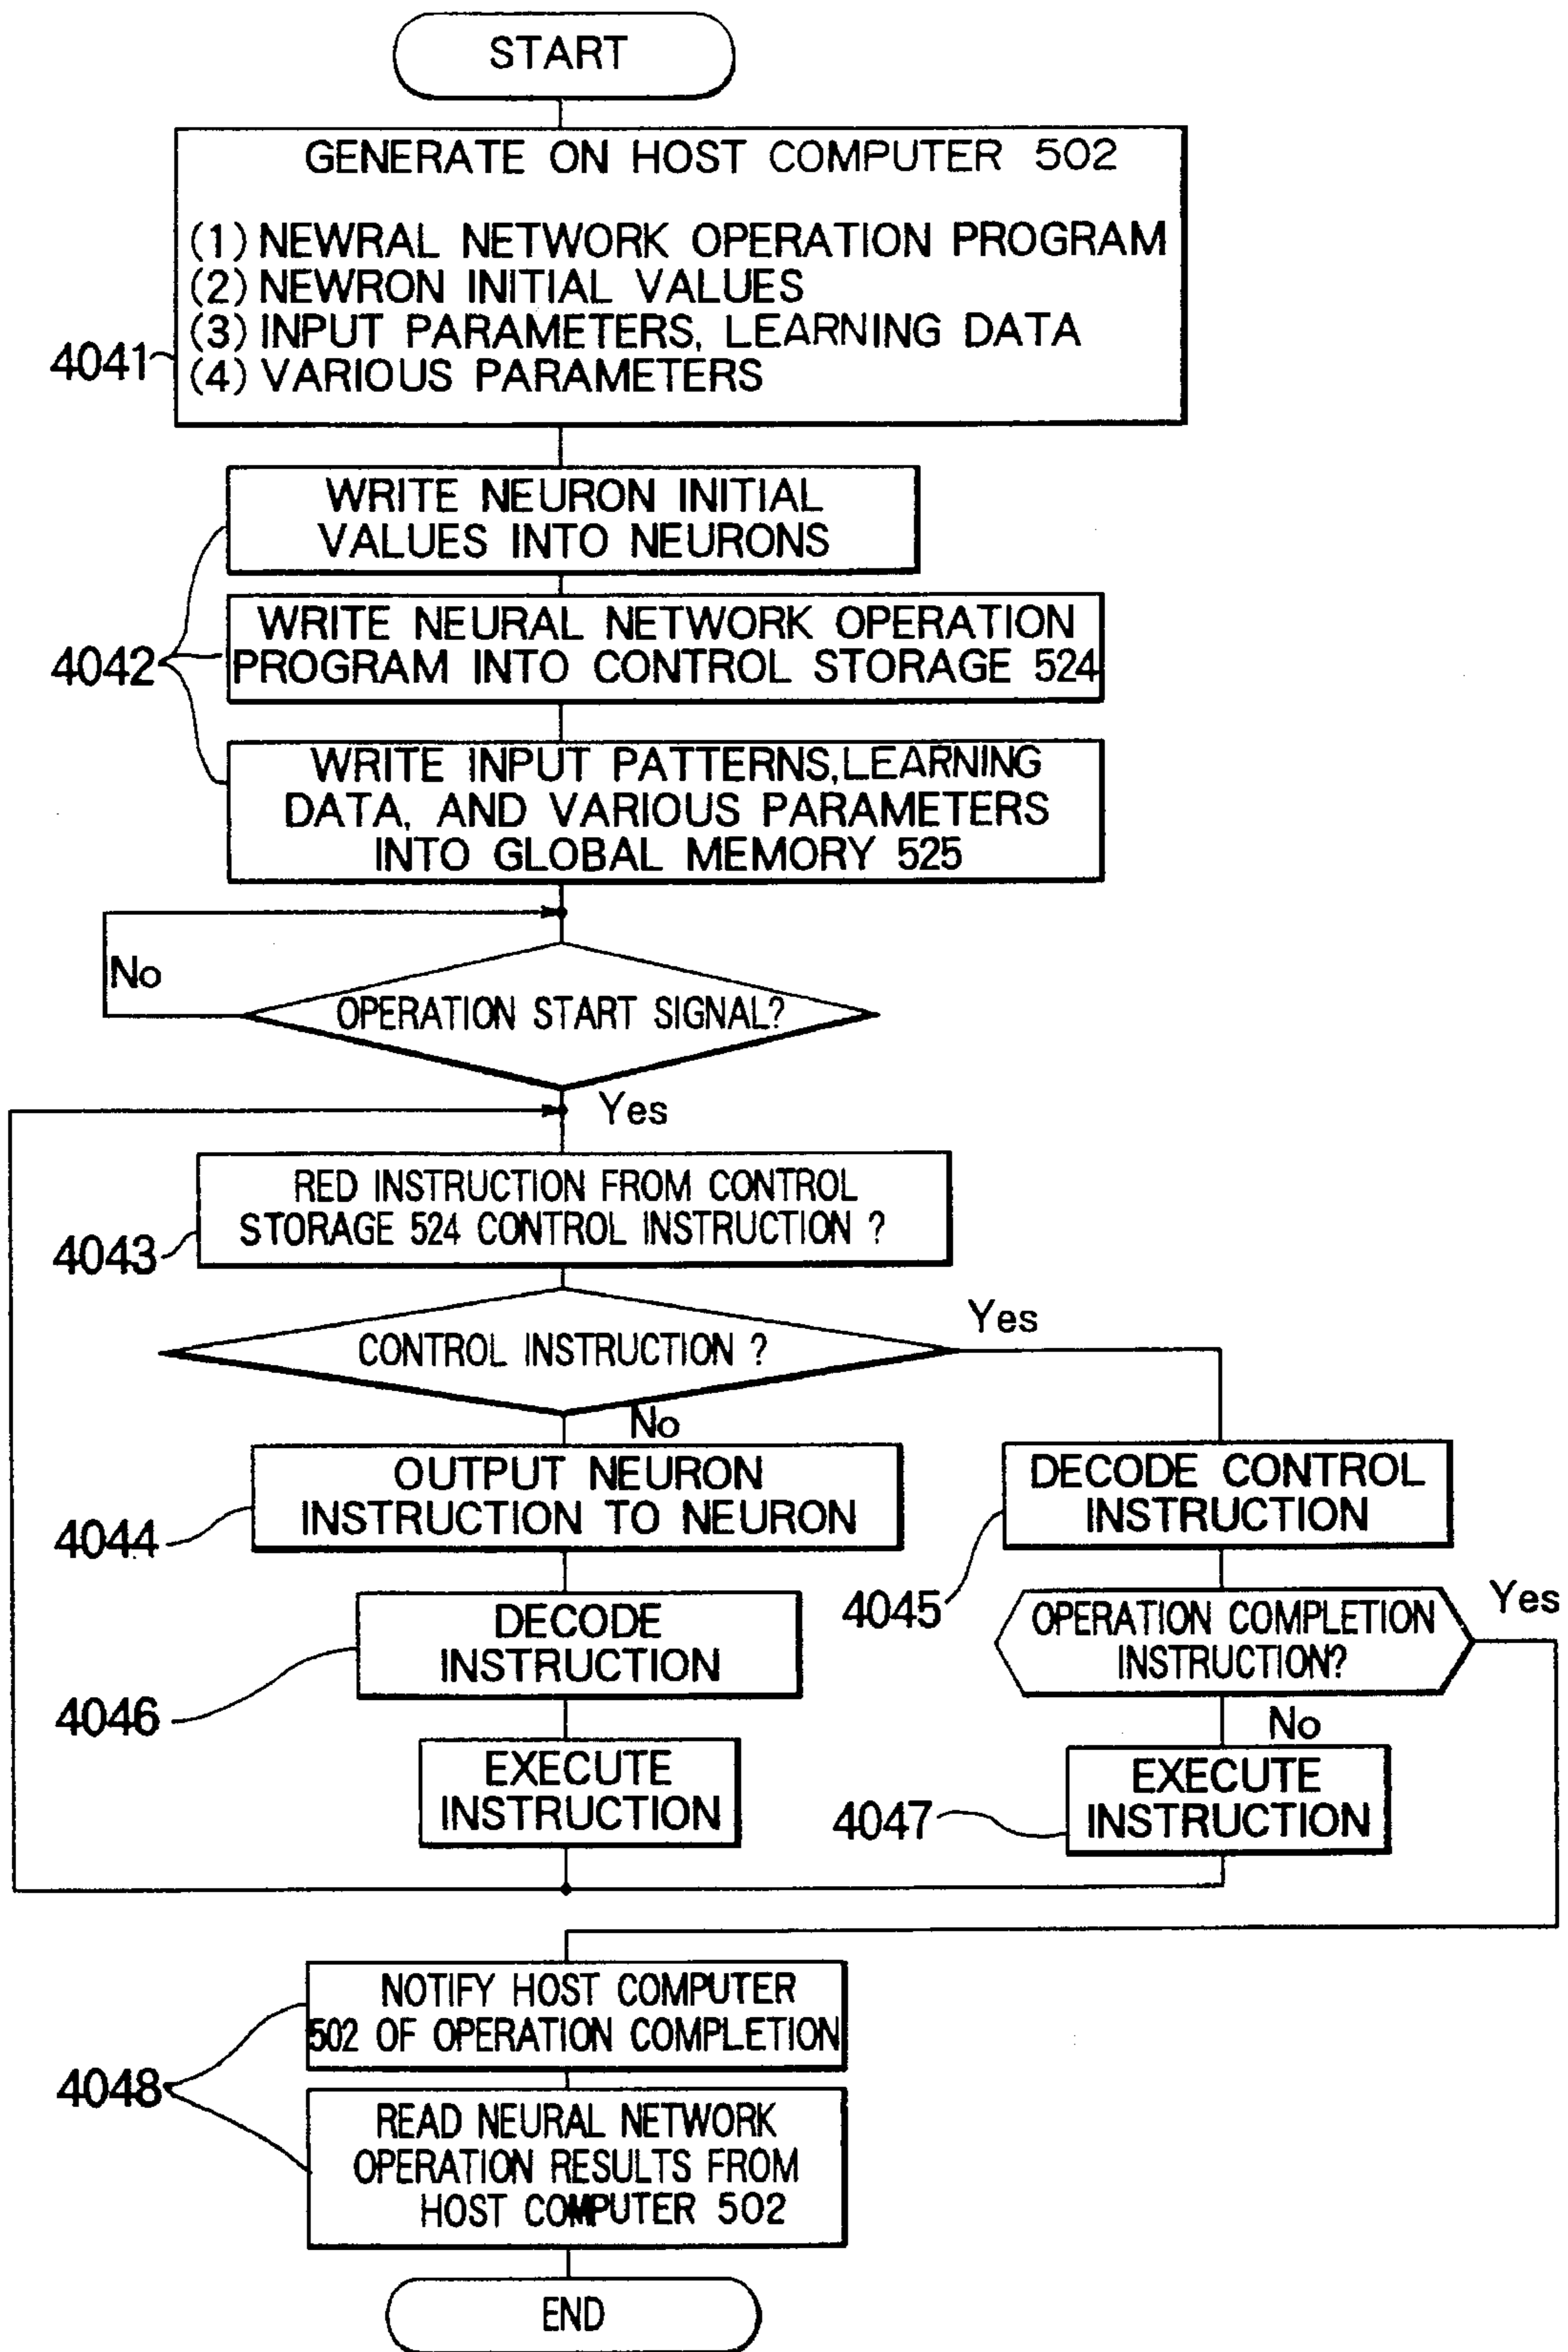 START
GENERATE ON HOST COMPUTER 502
(1) NEWRAL NETWORK OPERATION PROGRAM
(2) NEWRON INITIAL VALUES
(3) INPUT PARAMETERS, LEARNING DATA
(4) VARIOUS PARAMETERS
4041
WRITE NEURON INITIAL
VALUES INTO NEURONS
WRITE NEURAL NETWORK OPERATION
PROGRAM INTO CONTROL STORAGE 524
4042
WRITE INPUT PATTERNS, LEARNING
DATA, AND VARIOUS PARAMETERS
INTO GLOBAL MEMORY 525
No
OPERATION START SIGNAL?
Yes
RED INSTRUCTION FROM CONTROL
STORAGE 524 CONTROL INSTRUCTION ?
4043
Yes
CONTROL INSTRUCTION ?
No
OUTPUT NEURON
INSTRUCTION TO NEURON
4044
DECODE CONTROL
INSTRUCTION
4045
DECODE
INSTRUCTION
4046
OPERATION COMPLETION
INSTRUCTION?
Yes
No
EXECUTE
INSTRUCTION
EXECUTE
INSTRUCTION
4047
NOTIFY HOST COMPUTER
502 OF OPERATION COMPLETION
4048
READ NEURAL NETWORK
OPERATION RESULTS FROM
HOST COMPUTER 502
END